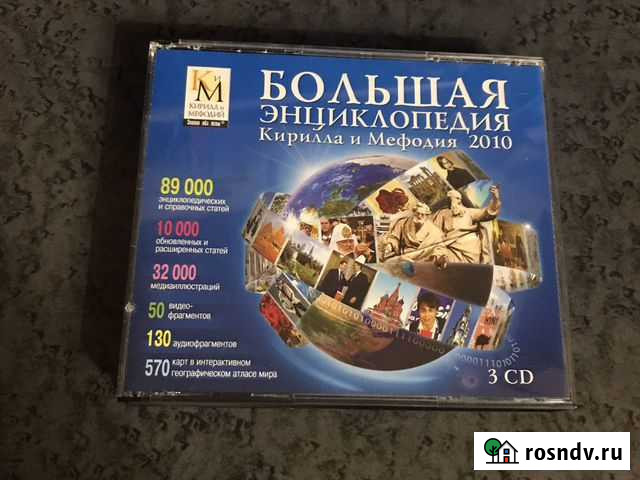 К и
М
КИРИЛЛ и
МЕФОДИЙ
БОЛЬШАЯ
ЭНЦИКЛОПЕДИЯ
Кирилла и Мефодия 2010
89 000
энциклопедических
и справочных статей
10 000
обновленных и
расширенных статей
32 000
медиаиллюстраций
50 видео-
фрагментов
130 аудиофрагментов
570 карт в интерактивном
географическом атласе мира
3 CD
rosndv.ru